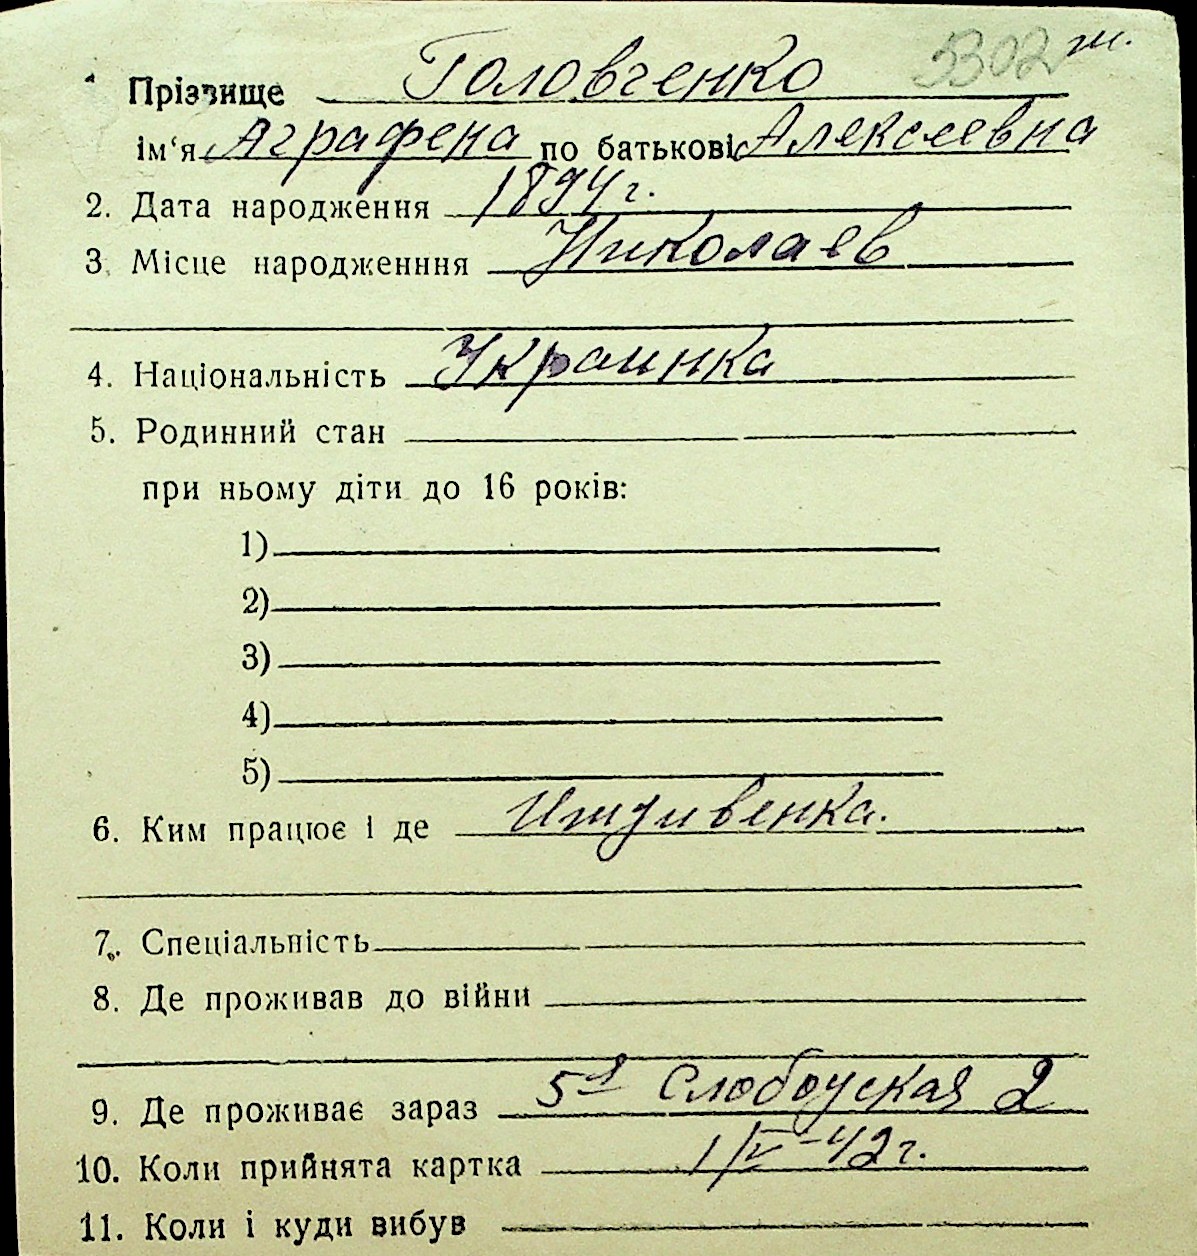 5302 ж.
1 Прізвище Головченко
ім'я Аграфена по батькові Алексеевна
2. Дата народження 1894 г.
3. Місце народженння Николаев
4. Національність Украинка
5. Родинний стан
при ньому діти до 16 років:
1)
2)
3)
4)
5)
6. Ким працює і де Иждивенка.
7. Спеціальність
8. Де проживав до війни
9. Де проживає зараз 5я Слободская 2
10. Коли прийнята картка 1/V-42 г.
11. Коли і куди вибув